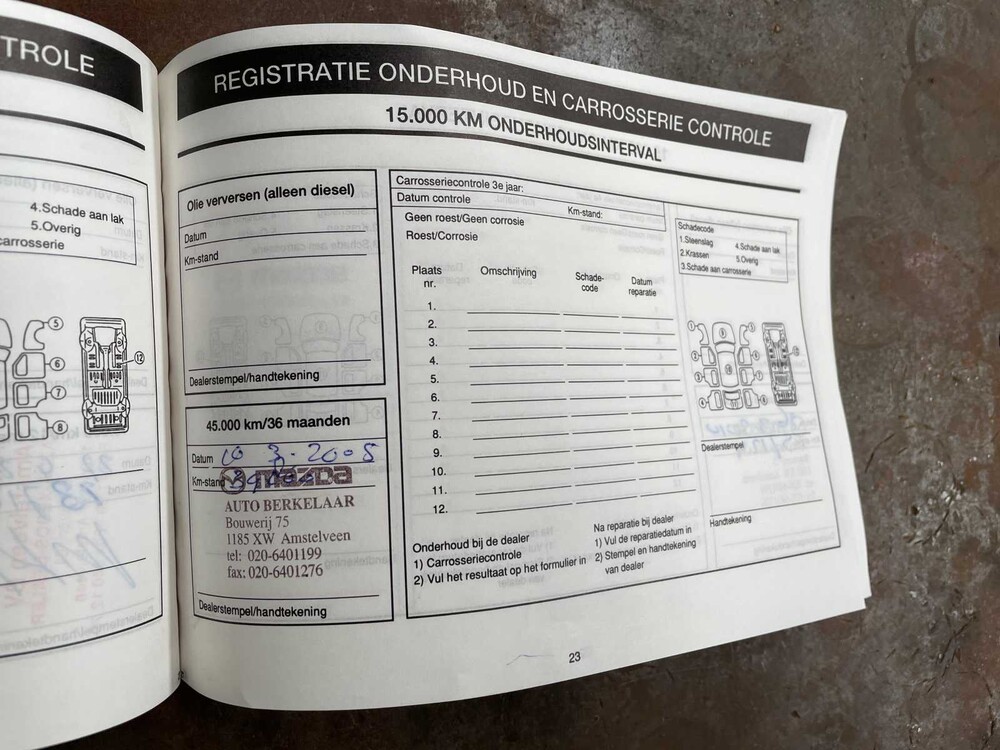 TROLE
4.Schade aan lak
5.Overig
carrosserie
5
6
12
7
8
REGISTRATIE ONDERHOUD EN CARROSSERIE CONTROLE
15.000 KM ONDERHOUDSINTERVAL
Olie verversen (alleen diesel)
Datum
Km-stand
Dealerstempel/handtekening
45.000 km/36 maanden
Datum 10 3-2005
Km-stand
mazda
AUTO BERKELAAR
Bouwerij 75
1185 XW Amstelveen
tel: 020-6401199
fax: 020-6401276
Dealerstempel/handtekening
Carrosseriecontrole 3e jaar:
Datum controle Km-stand:
Geen roest/Geen corrosie
Roest/Corrosie
Plaats nr. Omschrijving Schade-code Datum reparatie
1.
2.
3.
4.
5.
6.
7.
8.
9.
10.
11.
12.
Onderhoud bij de dealer
1) Carrosseriecontrole
2) Vul het resultaat op het formulier in
Na reparatie bij dealer
1) Vul de reparatiedatum in
2) Stempel en handtekening
van dealer
Schadecode
1.Steenslag 4.Schade aan lak
2.Krassen 5.Overig
3.Schade aan carrosserie
Dealerstempel
Handtekening
23